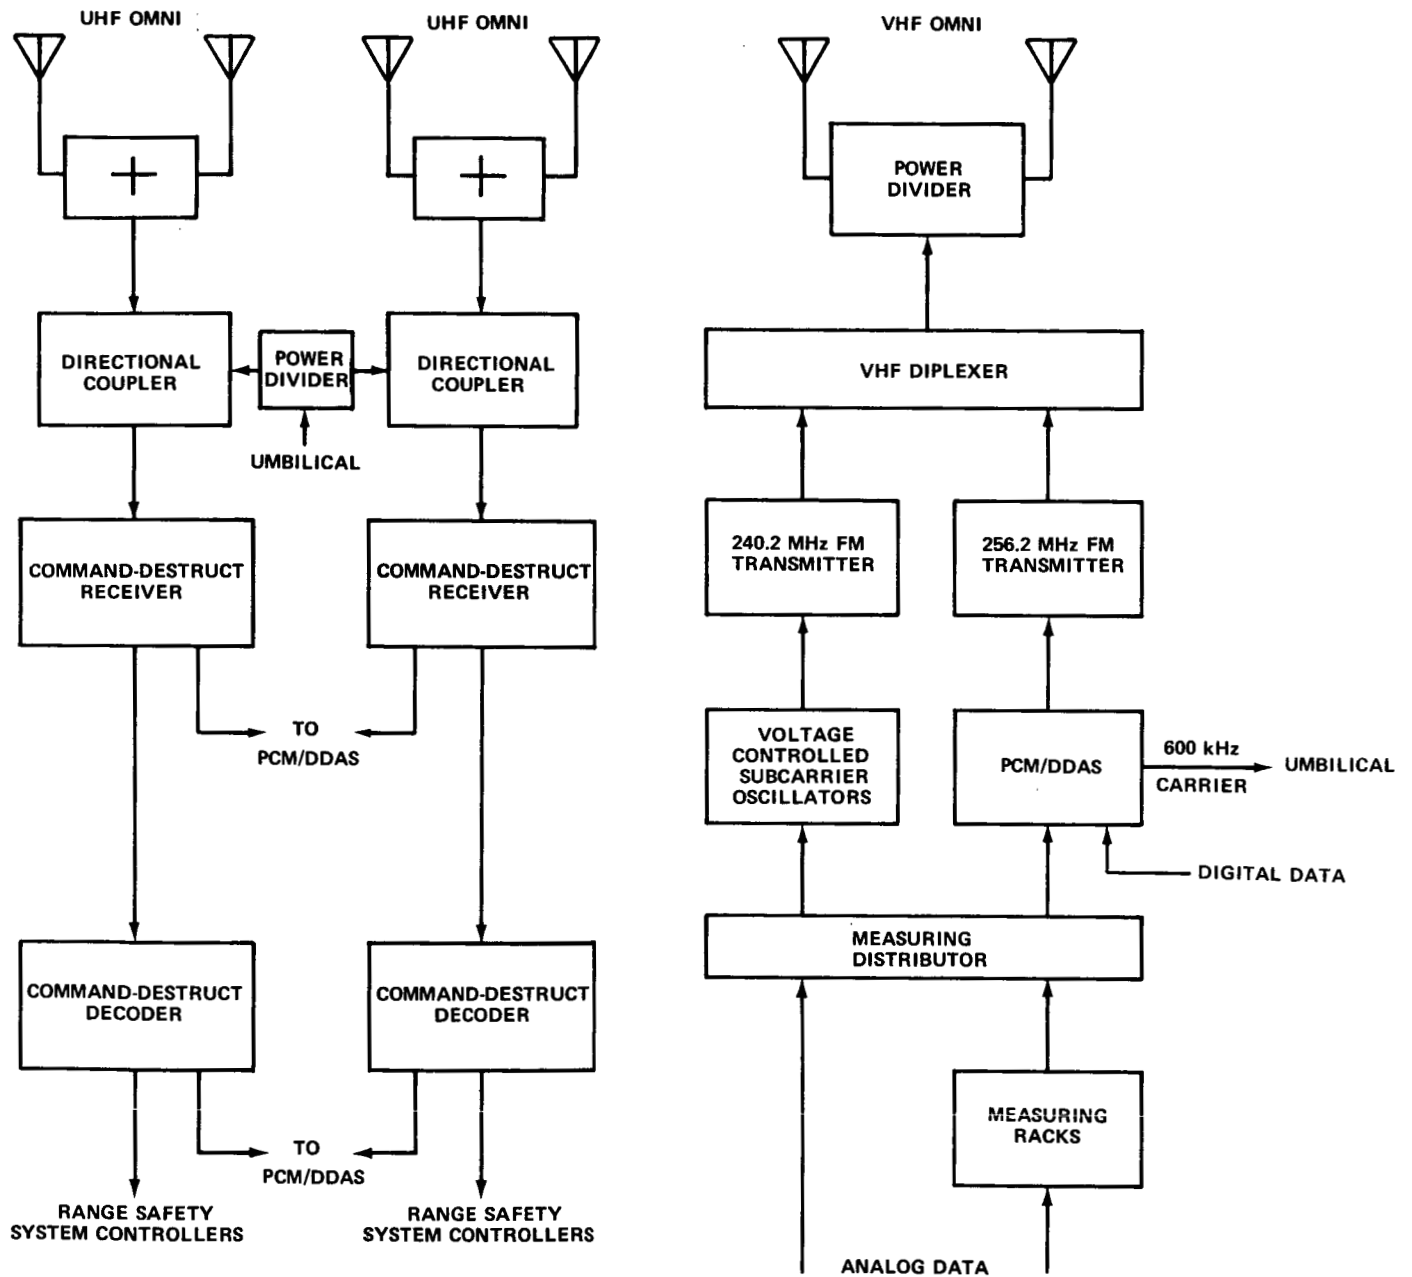 UHF OMNI
UHF OMNI
VHF OMNI
POWER
DIVIDER
DIRECTIONAL
COUPLER
POWER
DIVIDER
DIRECTIONAL
COUPLER
UMBILICAL
VHF DIPLEXER
COMMAND-DESTRUCT
RECEIVER
COMMAND-DESTRUCT
RECEIVER
240.2 MHz FM
TRANSMITTER
256.2 MHz FM
TRANSMITTER
TO
PCM/DDAS
VOLTAGE
CONTROLLED
SUBCARRIER
OSCILLATORS
PCM/DDAS
600 kHz
CARRIER
UMBILICAL
DIGITAL DATA
MEASURING
DISTRIBUTOR
COMMAND-DESTRUCT
DECODER
COMMAND-DESTRUCT
DECODER
MEASURING
RACKS
TO
PCM/DDAS
RANGE SAFETY
SYSTEM CONTROLLERS
RANGE SAFETY
SYSTEM CONTROLLERS
ANALOG DATA